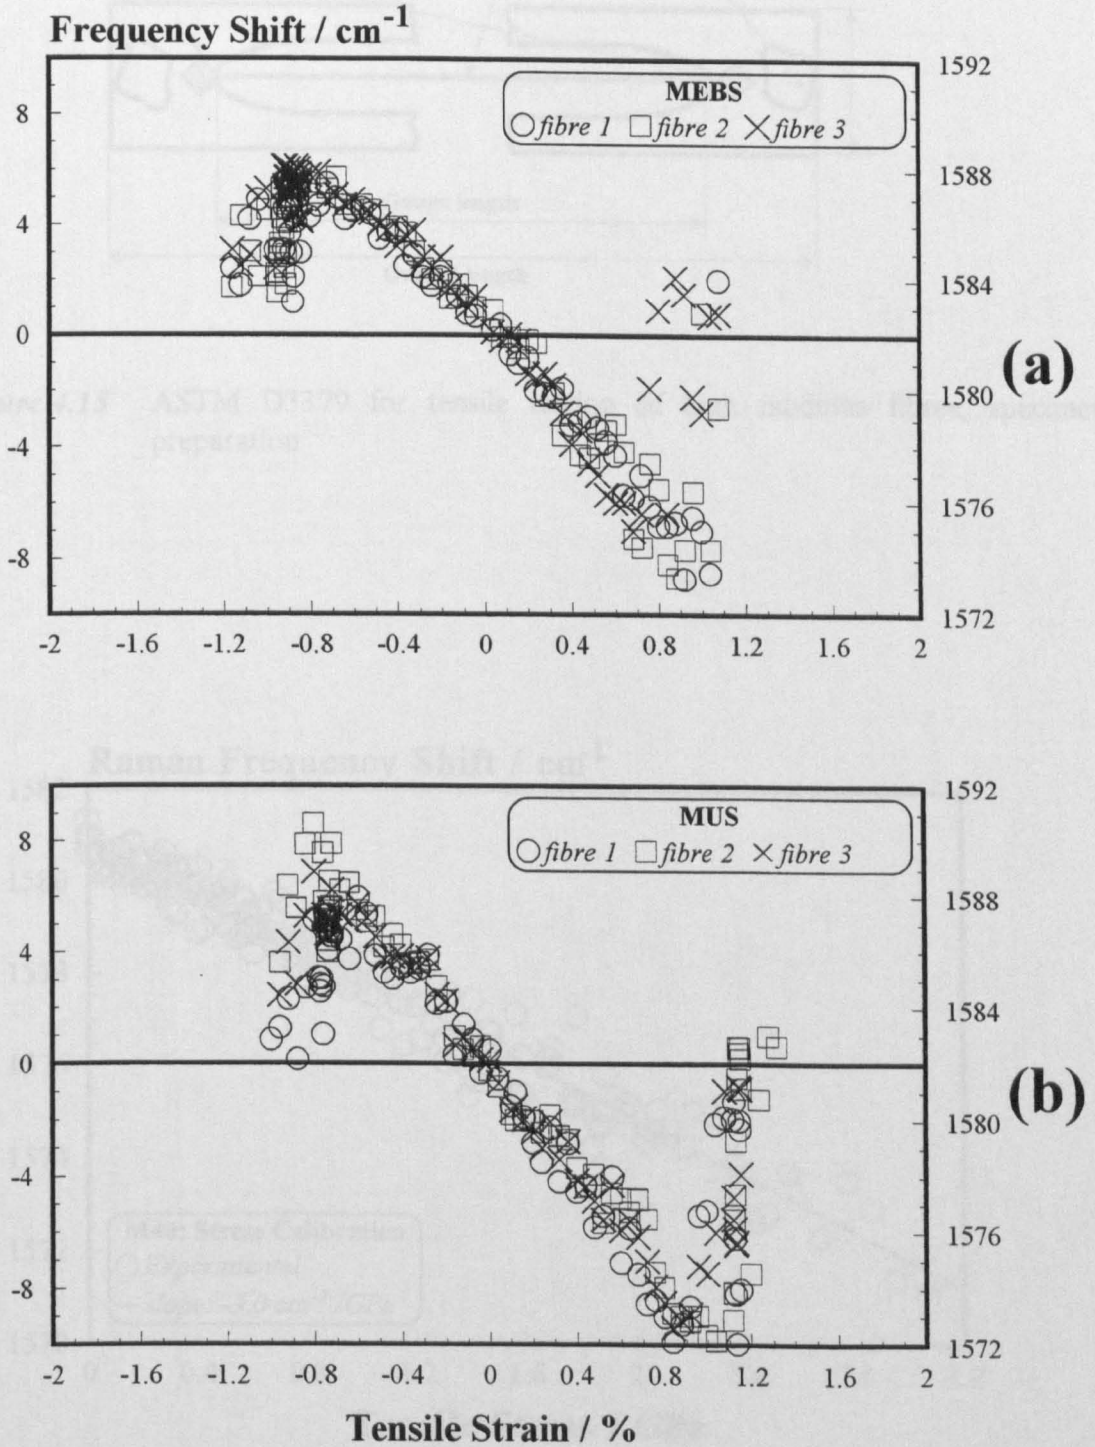 Frequency Shift / cm-1
1592
8
MEBS
fibre 1 fibre 2 fibre 3
1588
4
1584
0
(a)
1580
-4
1576
-8
1572
-2 -1.6 -1.2 -0.8 -0.4 0 0.4 0.8 1.2 1.6 2
ASTM D3379 for tensile
preparation
Raman Frequency Shift / cm-1
1592
8
MUS
fibre 1 fibre 2 fibre 3
1588
4
1584
0
(b)
1580
-4
1576
-8
1572
-2 -1.6 -1.2 -0.8 -0.4 0 0.4 0.8 1.2 1.6 2
Tensile Strain / %